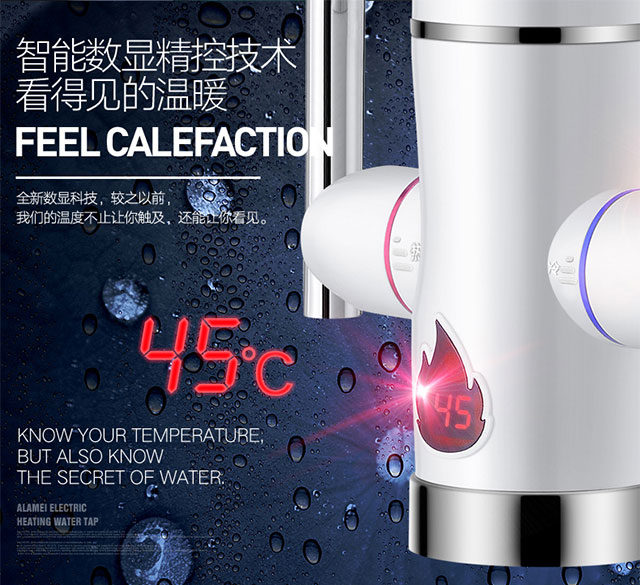 智能数显精控技术
看得见的温暖
FEEL CALEFACTION
全新数显科技，较之以前，
我们的温度不止让你触及，还能让你看见。
热
冷
45°C
45
KNOW YOUR TEMPERATURE,
BUT ALSO KNOW
THE SECRET OF WATER.
ALAMEI ELECTRIC
HEATING WATER TAP